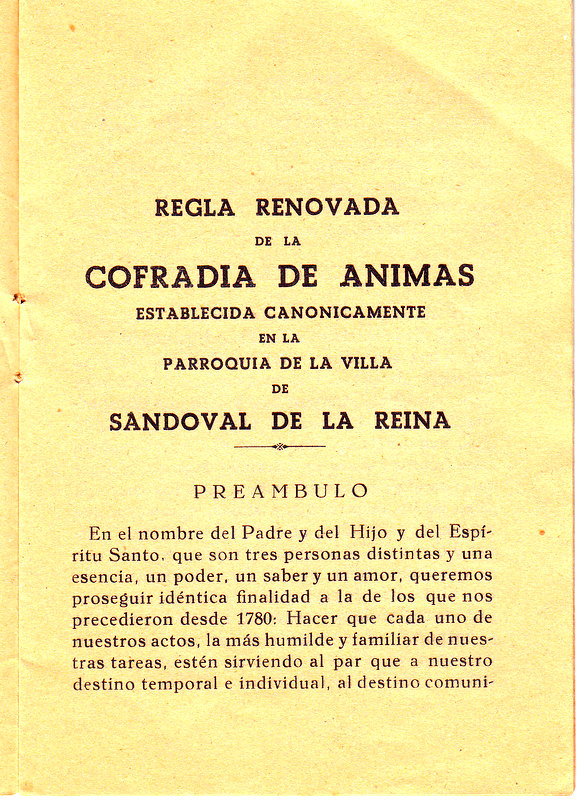 REGLA RENOVADA
DE LA
COFRADIA DE ANIMAS
ESTABLECIDA CANONICAMENTE
EN LA
PARROQUIA DE LA VILLA
DE
SANDOVAL DE LA REINA
PREAMBULO
En el nombre del Padre y del Hijo y del Espí-
ritu Santo. que son tres personas distintas y una
esencia, un poder, un saber y un amor, queremos
proseguir idéntica finalidad a la de los que nos
precedieron desde 1780: Hacer que cada uno de
nuestros actos, la más humilde y familiar de nues-
tras tareas, estén sirviendo al par que a nuestro
destino temporal e individual, al destino comuni-